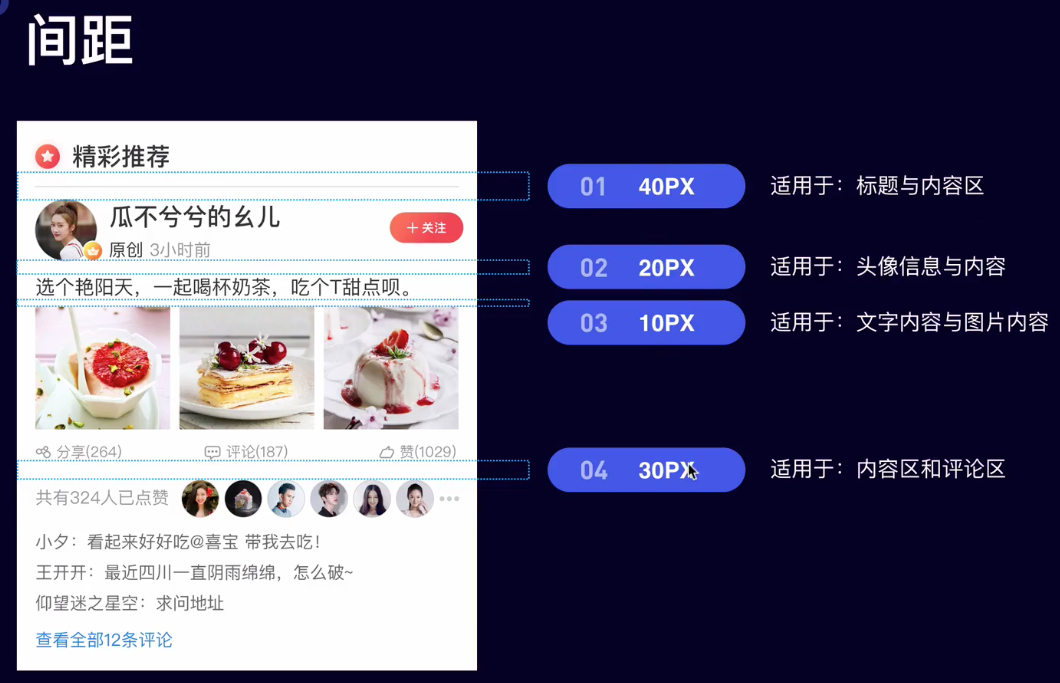 间距
精彩推荐
瓜不兮兮的幺儿
+ 关注
原创 3小时前
选个艳阳天，一起喝杯奶茶，吃个T甜点呗。
分享(264) 评论(187) 赞(1029)
共有324人已点赞
小夕：看起来好好吃@喜宝 带我去吃！
王开开：最近四川一直阴雨绵绵，怎么破~
仰望迷之星空：求问地址
查看全部12条评论
01 40PX 适用于：标题与内容区
02 20PX 适用于：头像信息与内容
03 10PX 适用于：文字内容与图片内容
04 30PX 适用于：内容区和评论区